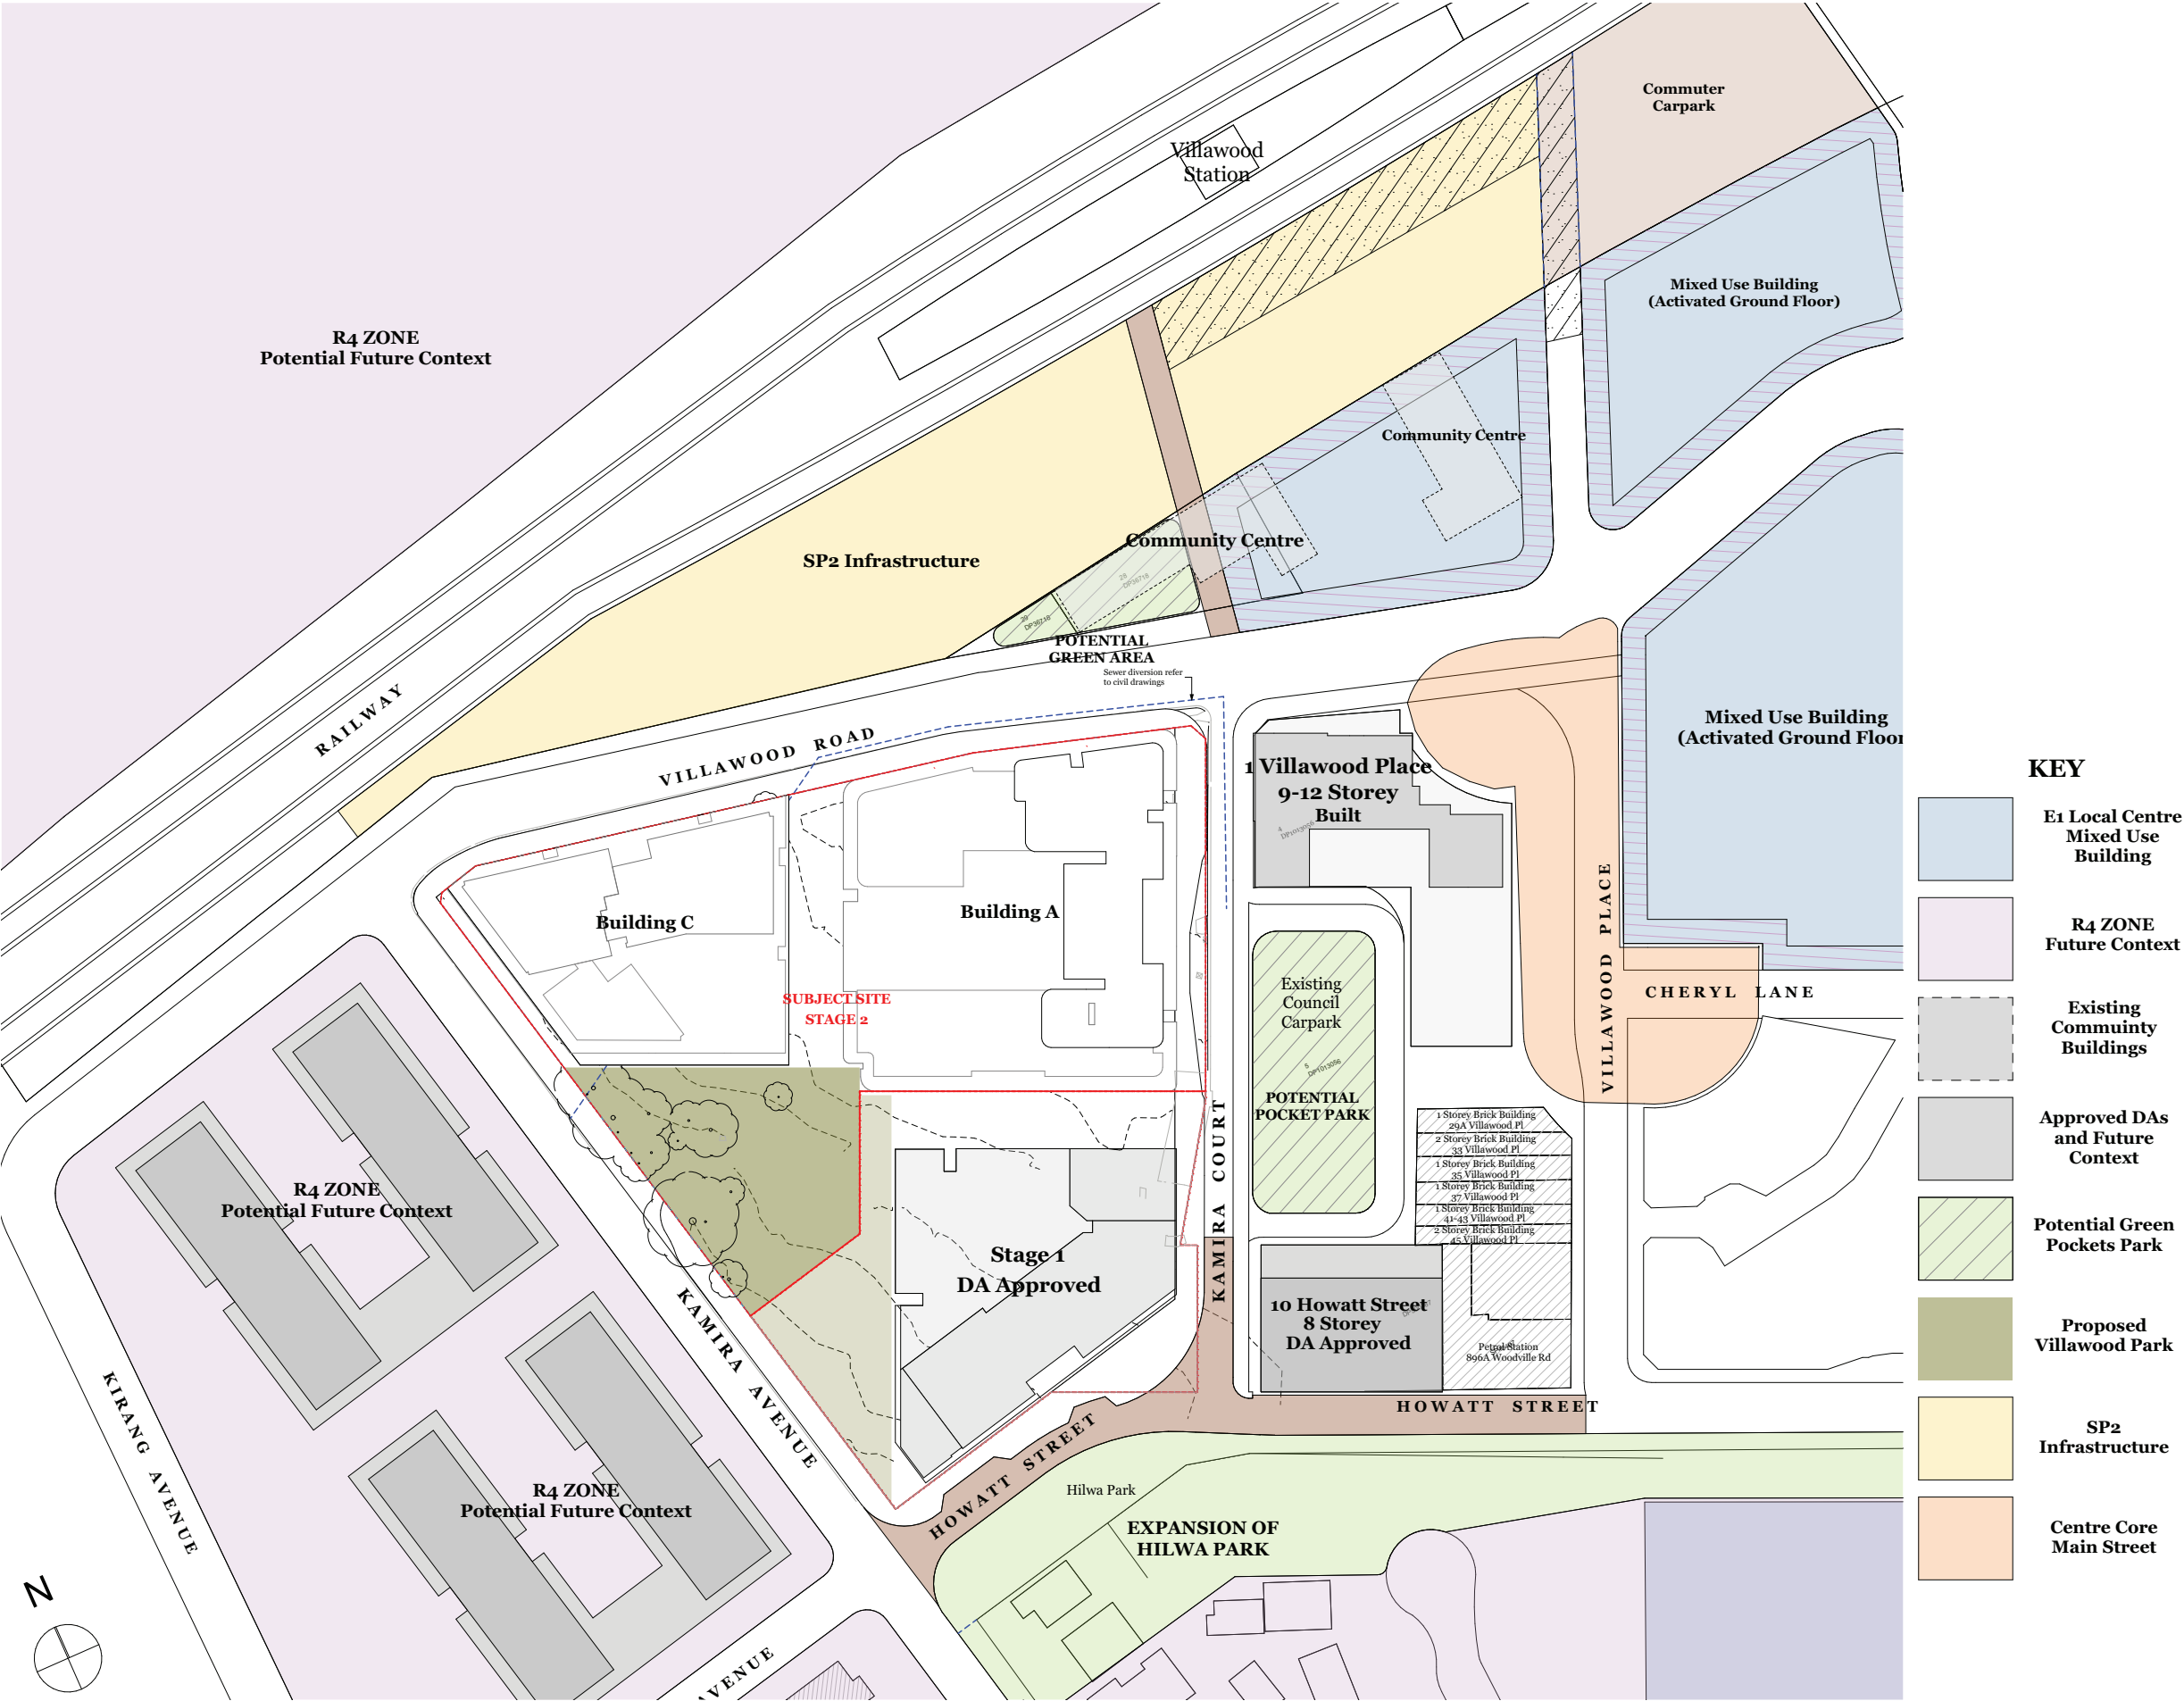 Commuter
Carpark
Villawood
Station
Mixed Use Building
(Activated Ground Floor)
R4 ZONE
Potential Future Context
Community Centre
Community Centre
SP2 Infrastructure
28
DP36718
29
DP36718
POTENTIAL
GREEN AREA
Sewer diversion refer
to civil drawings
RAILWAY
VILLAWOOD ROAD
Mixed Use Building
(Activated Ground Floor
1 Villawood Place
9-12 Storey
Built
4
DP1013056
Building C
Building A
SUBJECT SITE
STAGE 2
Existing
Council
Carpark
5
DP1013056
POTENTIAL
POCKET PARK
VILLAWOOD PLACE
CHERYL LANE
1 Storey Brick Building
29A Villawood Pl
2 Storey Brick Building
33 Villawood Pl
1 Storey Brick Building
35 Villawood Pl
1 Storey Brick Building
37 Villawood Pl
1 Storey Brick Building
41-43 Villawood Pl
2 Storey Brick Building
45 Villawood Pl
R4 ZONE
Potential Future Context
KAMIRA COURT
Stage 1
DA Approved
10 Howatt Street
8 Storey
DA Approved
Petrol Station
896A Woodville Rd
KAMIRA AVENUE
KIRANG AVENUE
HOWATT STREET
HOWATT STREET
R4 ZONE
Potential Future Context
Hilwa Park
EXPANSION OF
HILWA PARK
AVENUE
N
KEY
E1 Local Centre
Mixed Use
Building
R4 ZONE
Future Context
Existing
Commuinty
Buildings
Approved DAs
and Future
Context
Potential Green
Pockets Park
Proposed
Villawood Park
SP2
Infrastructure
Centre Core
Main Street